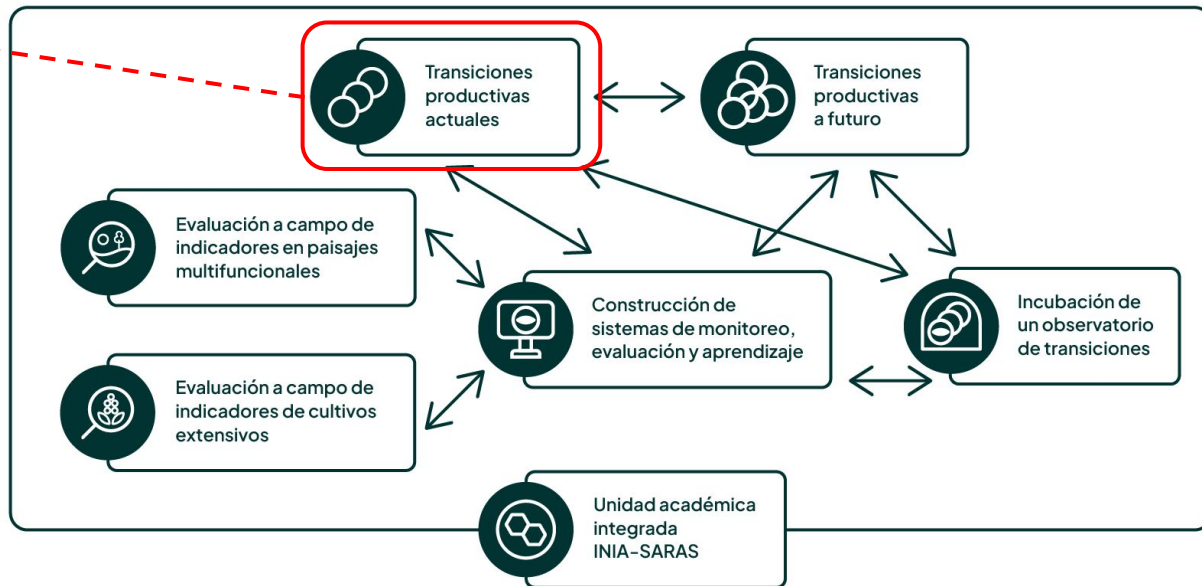 Transiciones
productivas
actuales
Transiciones
productivas
a futuro
Evaluación a campo de
indicadores en paisajes
multifuncionales
Construcción de
sistemas de monitoreo,
evaluación y aprendizaje
Incubación de
un observatorio
de transiciones
Evaluación a campo de
indicadores de cultivos
extensivos
Unidad académica
integrada
INIA-SARAS